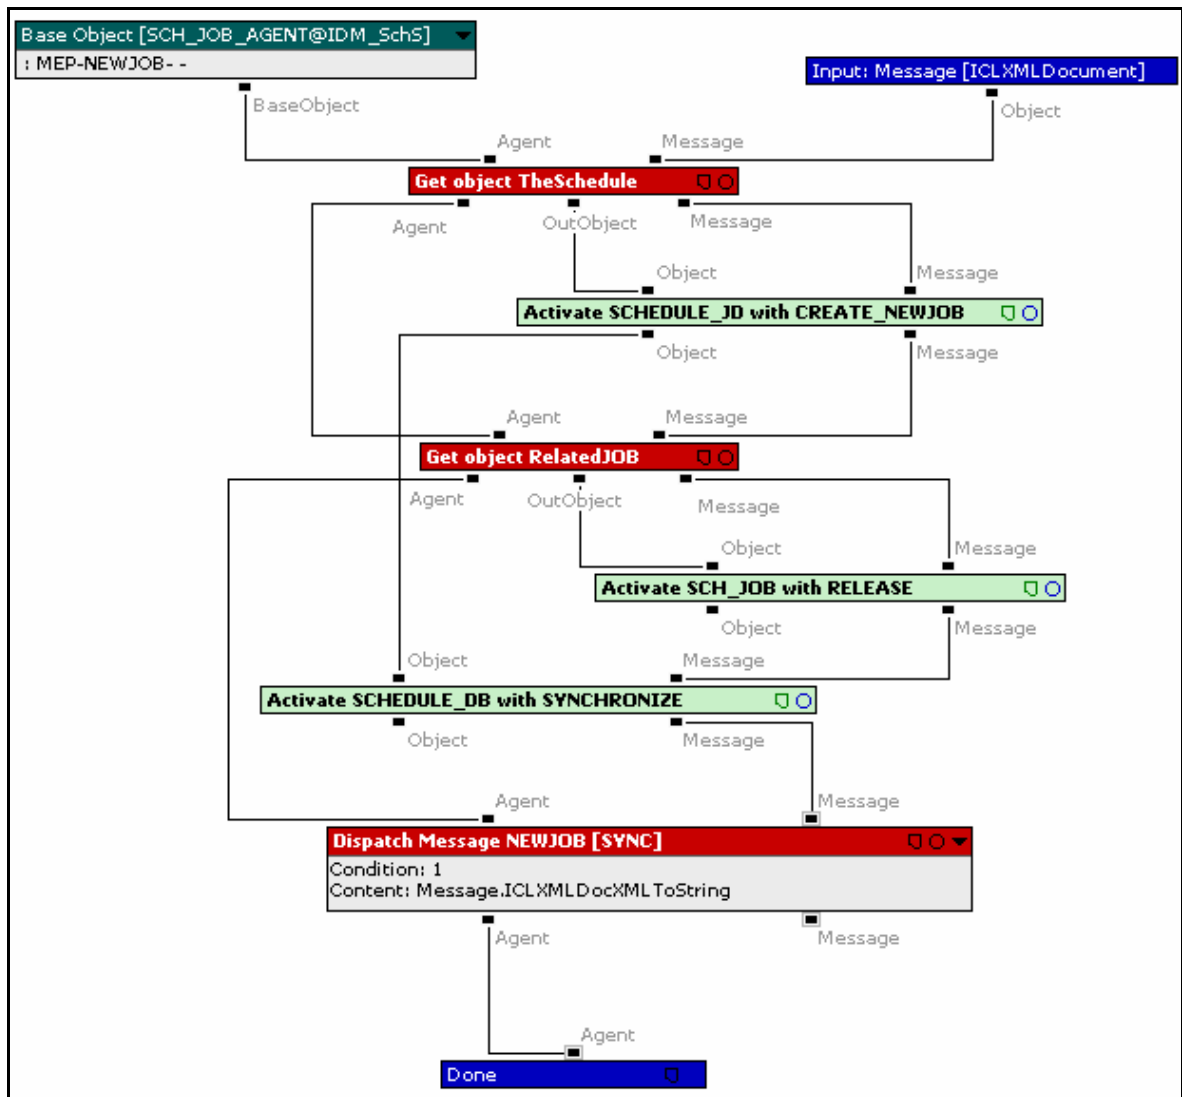 Base Object [SCH_JOB_AGENT@IDM_SchS]
: MEP-NEWJOB- -
Input: Message [ICLXMLDocument]
BaseObject
Object
Agent
Message
Get object TheSchedule
Agent
OutObject
Message
Object
Message
Activate SCHEDULE_JD with CREATE_NEWJOB
Object
Message
Agent
Message
Get object RelatedJOB
Agent
OutObject
Message
Object
Message
Activate SCH_JOB with RELEASE
Object
Message
Object
Message
Activate SCHEDULE_DB with SYNCHRONIZE
Object
Message
Agent
Message
Dispatch Message NEWJOB [SYNC]
Condition: 1
Content: Message.ICLXMLDocXMLToString
Agent
Message
Agent
Done